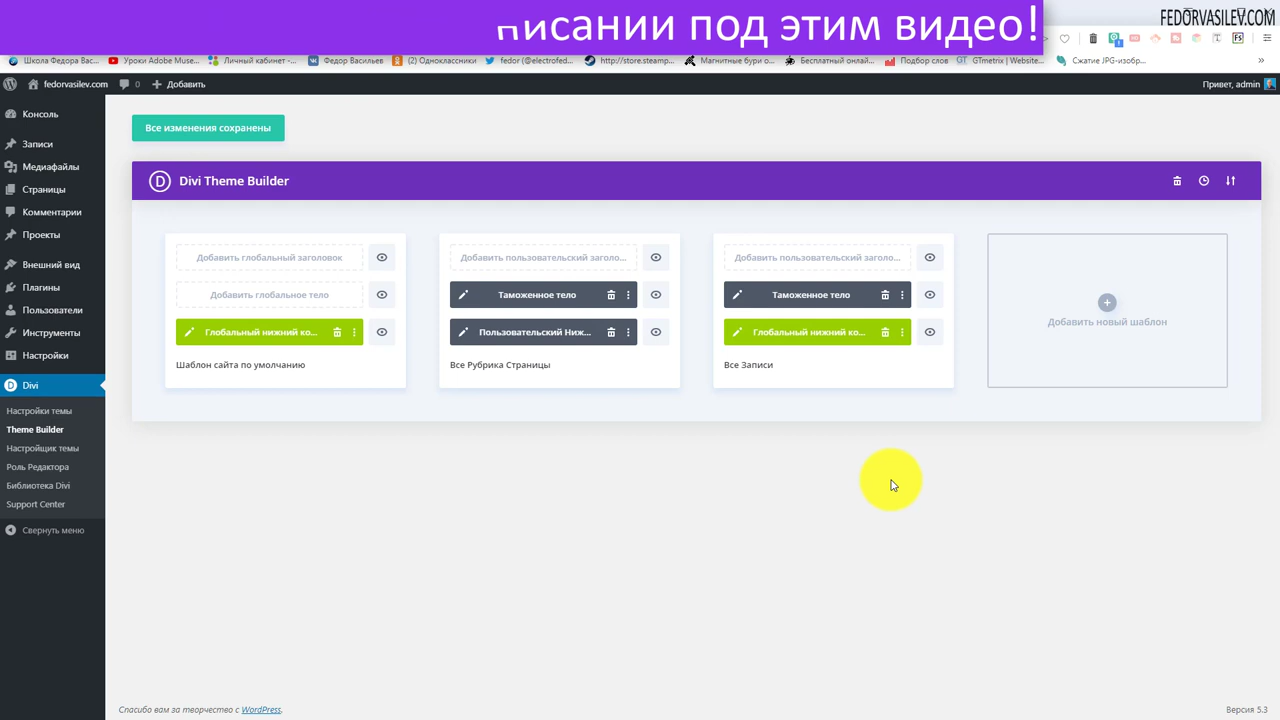 писании под этим видео!
FEDORVASILEV.COM
Школа Федора Вас...
Уроки Adobe Muse...
Личный кабинет -...
Федор Васильев
(2) Одноклассники
fedor (@electrofed...
http://store.steamp...
Магнитные бури о...
Бесплатный онлай...
Подбор слов
GTmetrix | Website...
Сжатие JPG-изобр...
fedorvasilev.com
0
Добавить
Привет, admin
Консоль
Записи
Медиафайлы
Страницы
Комментарии
Проекты
Внешний вид
Плагины
Пользователи
Инструменты
Настройки
Divi
Настройки темы
Theme Builder
Настройщик темы
Роль Редактора
Библиотека Divi
Support Center
Свернуть меню
Все изменения сохранены
Divi Theme Builder
Добавить глобальный заголовок
Добавить глобальное тело
Глобальный нижний ко...
Шаблон сайта по умолчанию
Добавить пользовательский заголо...
Таможенное тело
Пользовательский Ниж...
Все Рубрика Страницы
Добавить пользовательский заголо...
Таможенное тело
Глобальный нижний ко...
Все Записи
Добавить новый шаблон
Спасибо вам за творчество с WordPress.
Версия 5.3